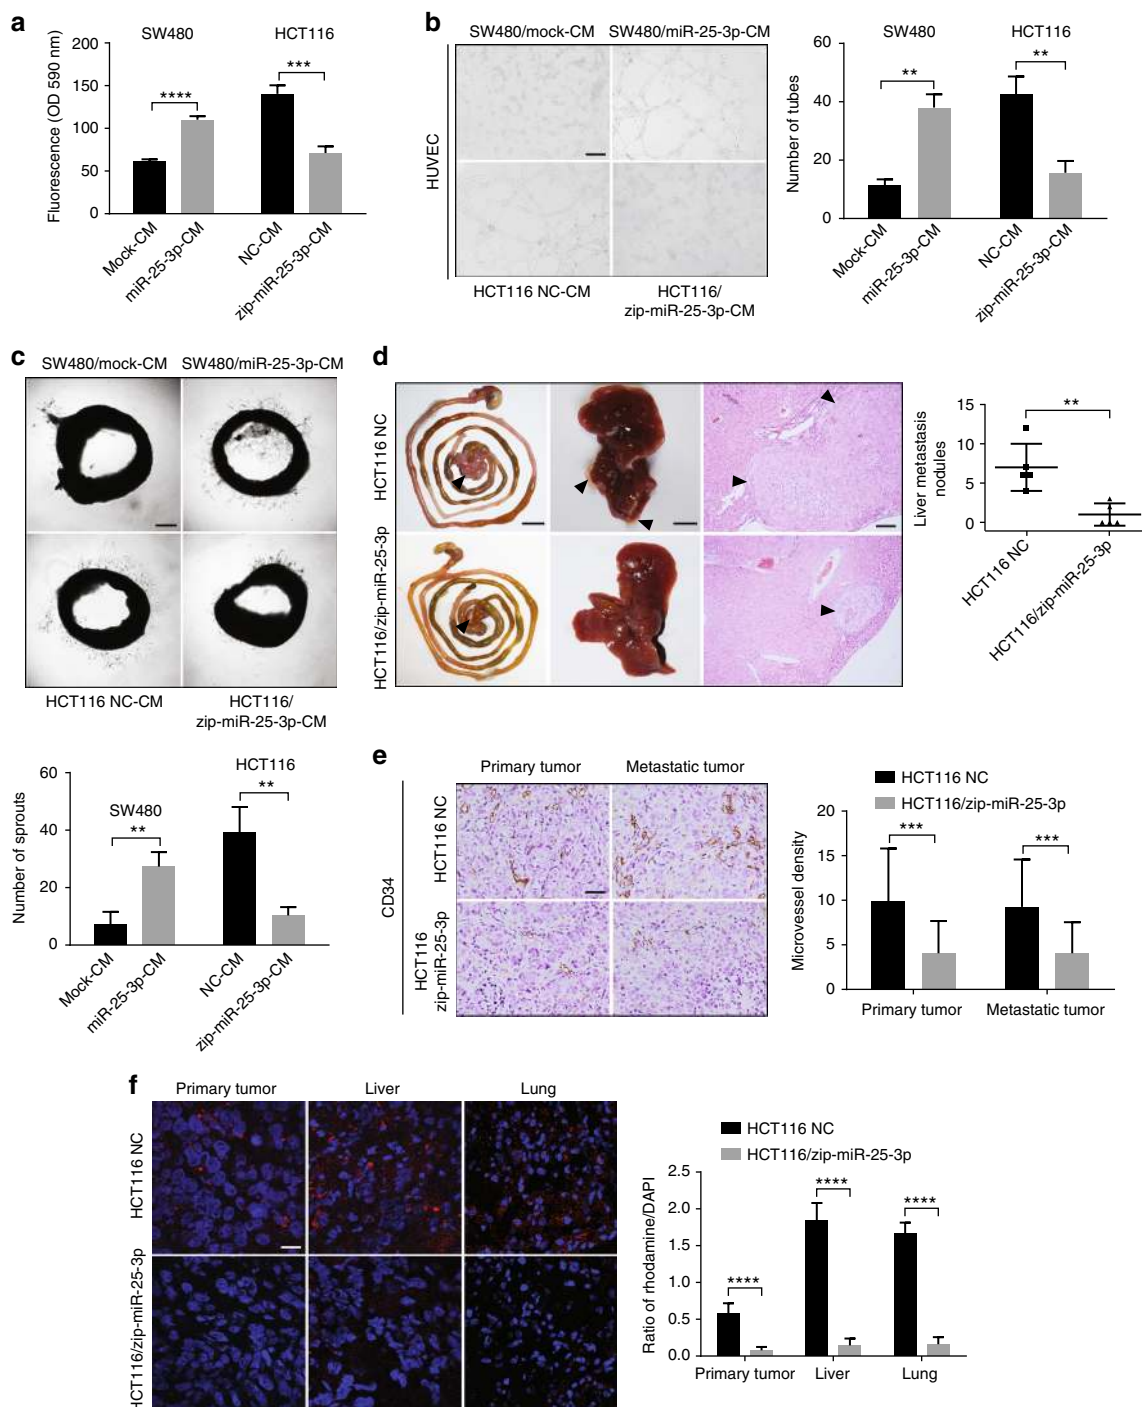 a
SW480
HCT116
Fluorescence (OD 590 nm)
200
150
100
50
0
****
***
Mock-CM
miR-25-3p-CM
NC-CM
zip-miR-25-3p-CM
b
SW480/mock-CM
SW480/miR-25-3p-CM
HUVEC
HCT116 NC-CM
HCT116/
zip-miR-25-3p-CM
SW480
HCT116
Number of tubes
60
40
20
0
**
**
Mock-CM
miR-25-3p-CM
NC-CM
zip-miR-25-3p-CM
c
SW480/mock-CM
SW480/miR-25-3p-CM
HCT116 NC-CM
HCT116/
zip-miR-25-3p-CM
Number of sprouts
60
40
20
0
SW480
HCT116
**
**
Mock-CM
miR-25-3p-CM
NC-CM
zip-miR-25-3p-CM
d
HCT116 NC
HCT116/zip-miR-25-3p
Liver metastasis
nodules
15
10
5
0
**
HCT116 NC
HCT116/zip-miR-25-3p
e
Primary tumor
Metastatic tumor
CD34
HCT116 NC
HCT116
zip-miR-25-3p
HCT116 NC
HCT116/zip-miR-25-3p
Microvessel density
20
15
10
5
0
***
***
Primary tumor
Metastatic tumor
f
Primary tumor
Liver
Lung
HCT116 NC
HCT116/zip-miR-25-3p
HCT116 NC
HCT116/zip-miR-25-3p
Ratio of rhodamine/DAPI
2.5
2.0
1.5
1.0
0.5
0.0
****
****
****
Primary tumor
Liver
Lung